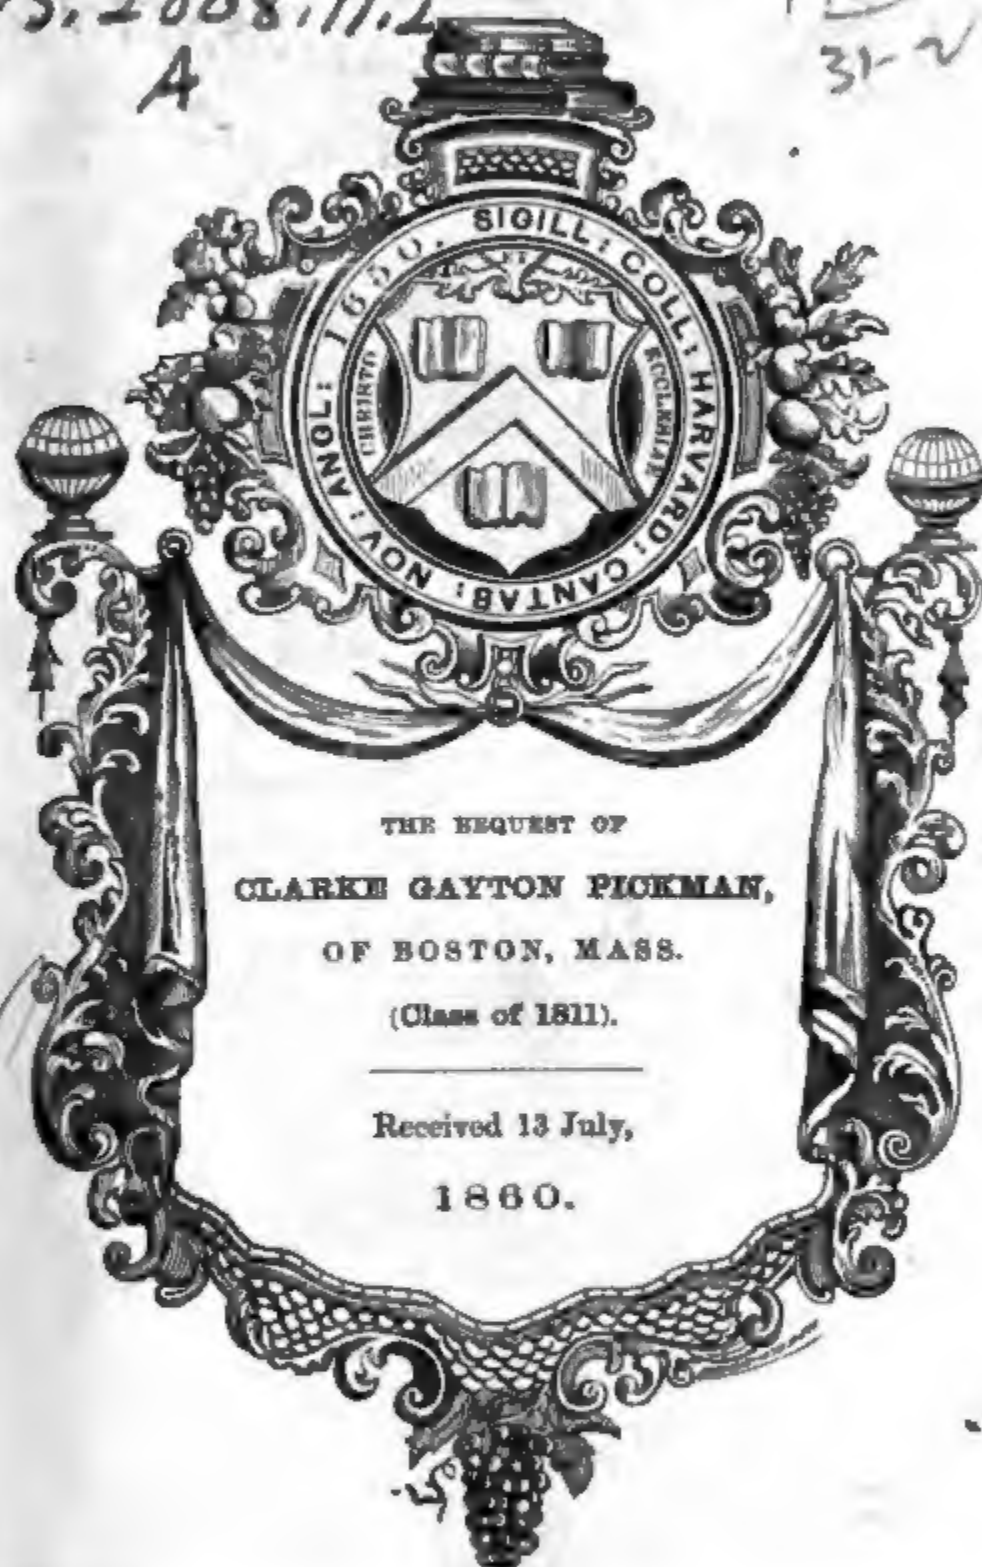 A
31-2
SIGILL: COLL: HARVARD: CANTAB: NOV: ANGL: 1650.
CHRISTO
ET
ECCLESIAE
THE BEQUEST OF
CLARKE GAYTON PICKMAN,
OF BOSTON, MASS.
(Class of 1811).
Received 13 July,
1860.